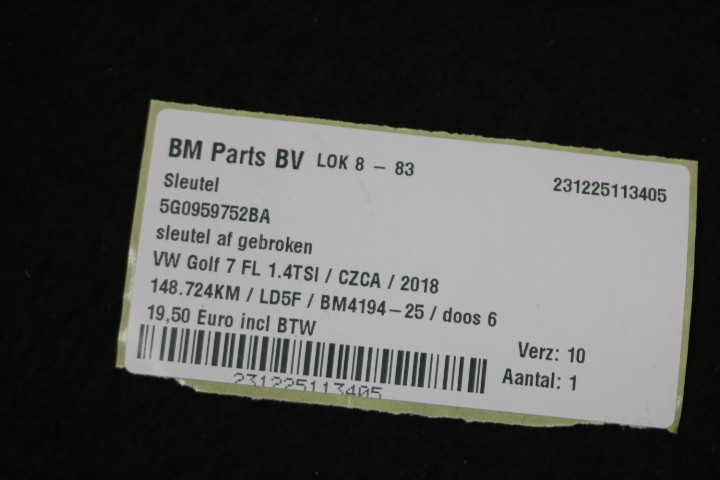 BM Parts BV LOK 8 – 83
231225113405
Sleutel
5G0959752BA
sleutel af gebroken
VW Golf 7 FL 1.4TSI / CZCA / 2018
148.724KM / LD5F / BM4194–25 / doos 6
19,50 Euro incl BTW
Verz: 10
Aantal: 1
231225113405